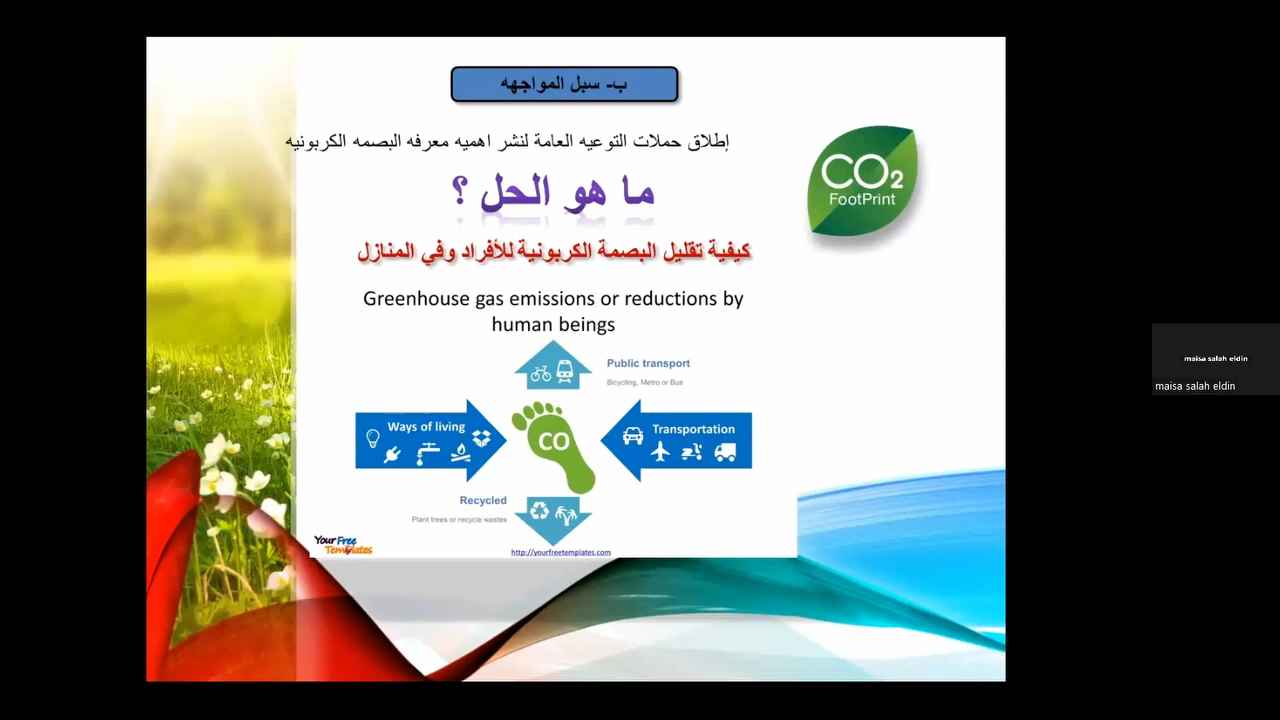 ب- سبل المواجهه
إطلاق حملات التوعيه العامة لنشر اهميه معرفه البصمه الكربونيه
ما هو الحل ؟
CO2
FootPrint
كيفية تقليل البصمة الكربونية للأفراد وفي المنازل
Greenhouse gas emissions or reductions by
human beings
Public transport
Bicycling, Metro or Bus
Ways of living
CO
Transportation
Recycled
Plant trees or recycle wastes
Your Free
Templates
http://yourfreetemplates.com
maisa salah eldin
maisa salah eldin